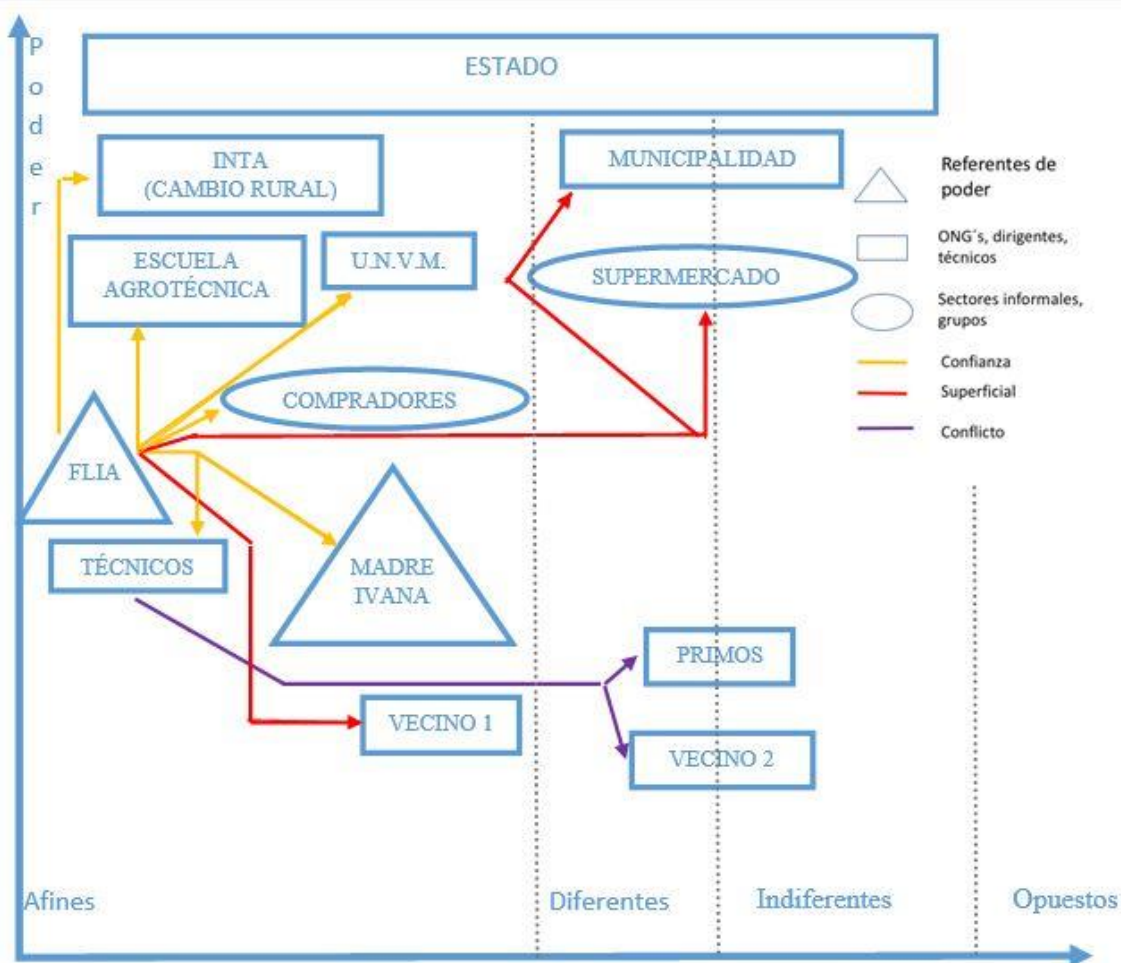 Poder
ESTADO
INTA
(CAMBIO RURAL)
MUNICIPALIDAD
ESCUELA
AGROTÉCNICA
U.N.V.M.
SUPERMERCADO
COMPRADORES
FLIA
TÉCNICOS
MADRE
IVANA
PRIMOS
VECINO 1
VECINO 2
Referentes de
poder
ONG´s, dirigentes,
técnicos
Sectores informales,
grupos
Confianza
Superficial
Conflicto
Afines
Diferentes
Indiferentes
Opuestos